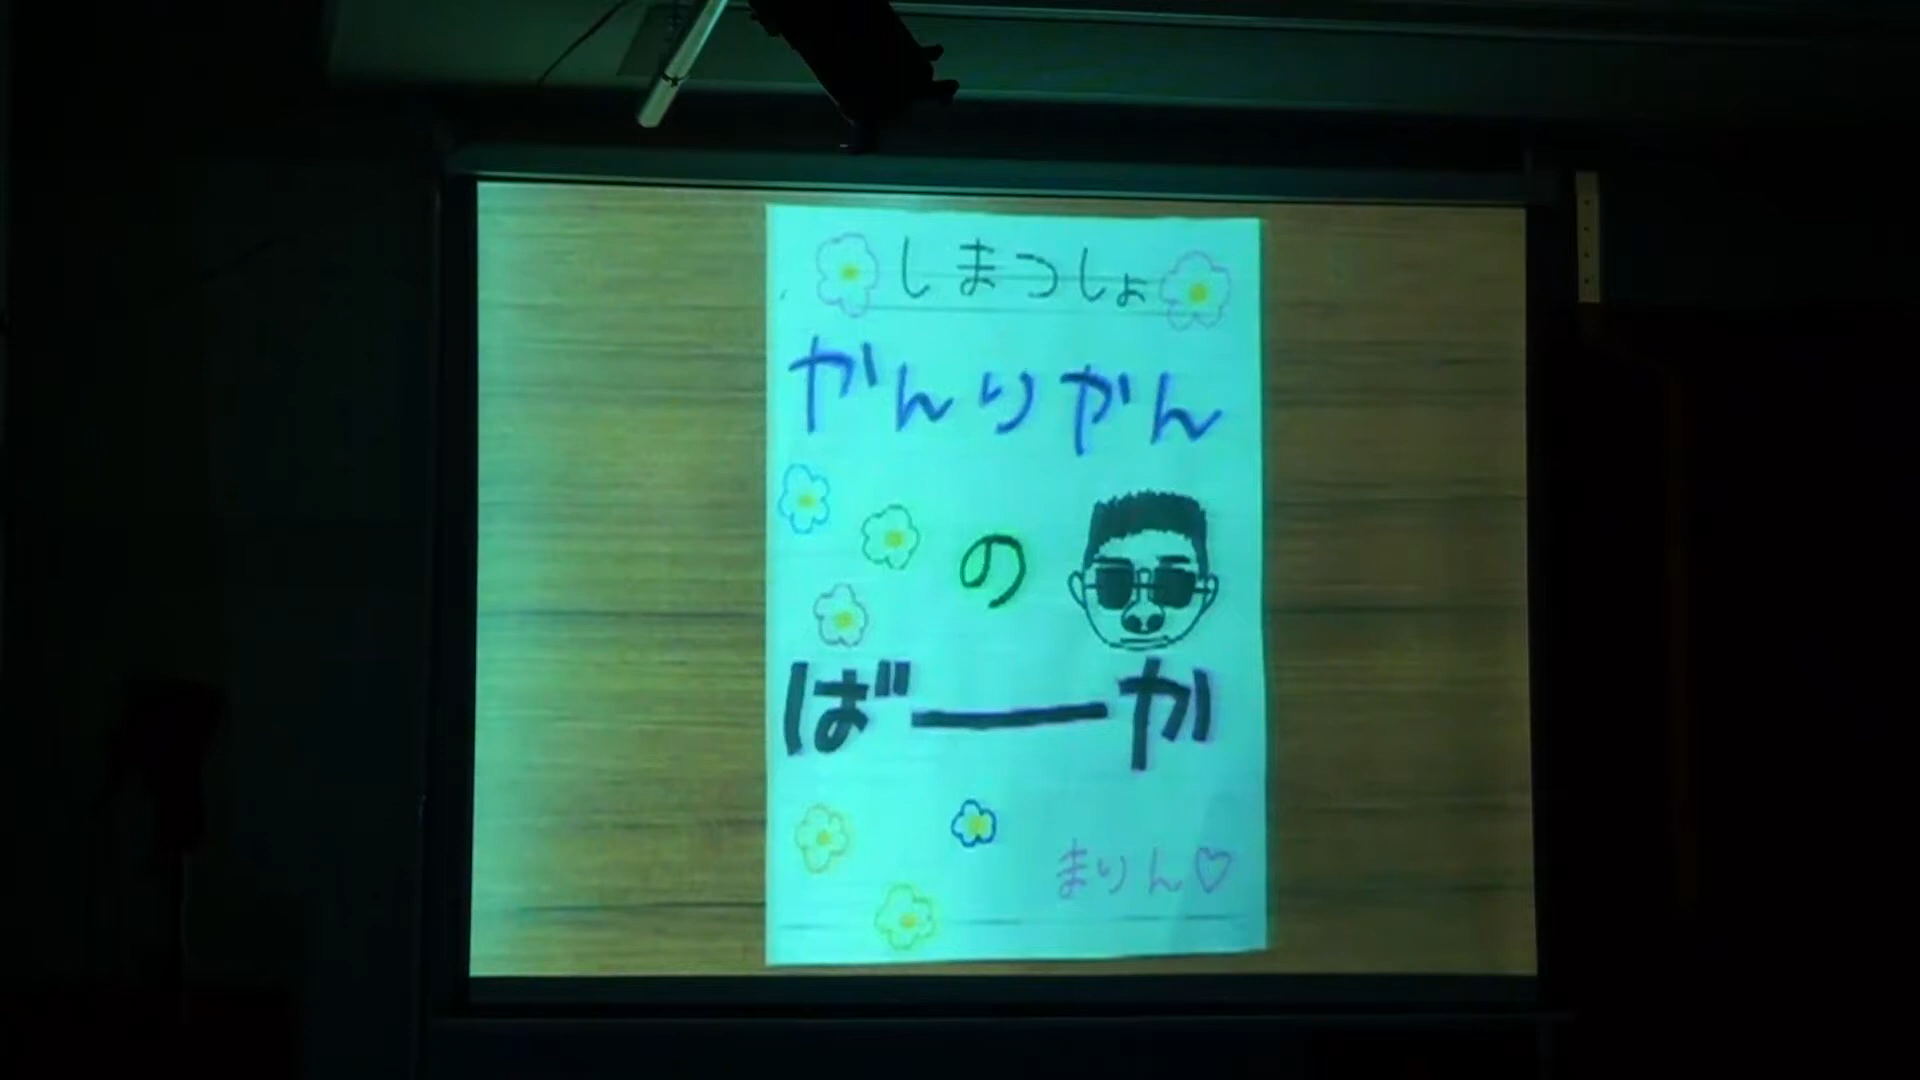 しまつしょ
かんりかん
の
ばーか
まりん♡